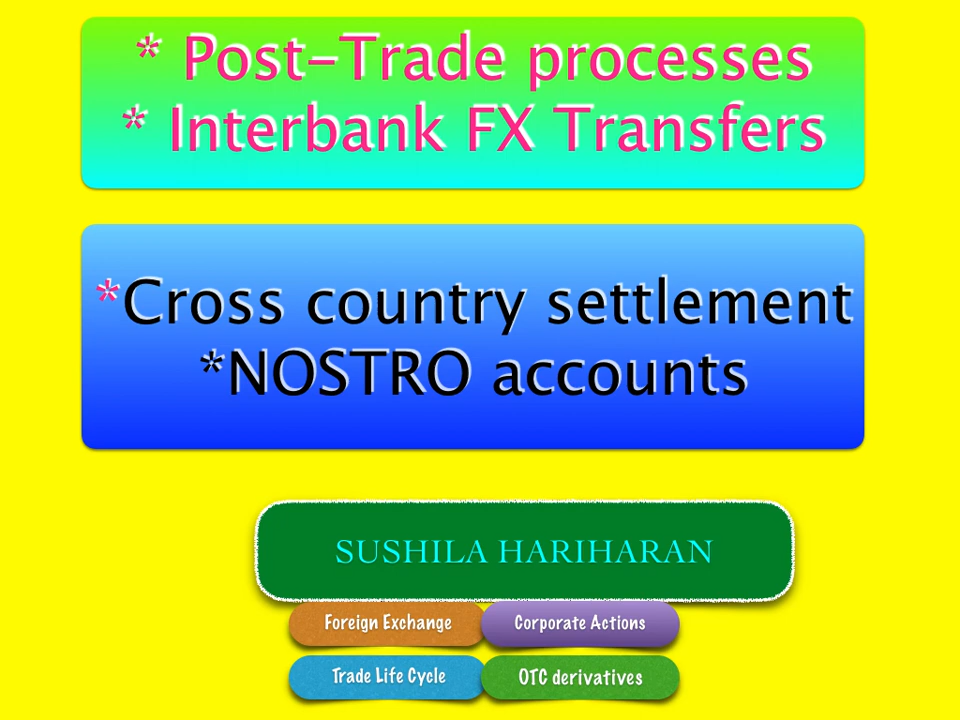 * Post-Trade processes
* Interbank FX Transfers
*Cross country settlement
*NOSTRO accounts
SUSHILA HARIHARAN
Foreign Exchange
Corporate Actions
Trade Life Cycle
OTC derivatives